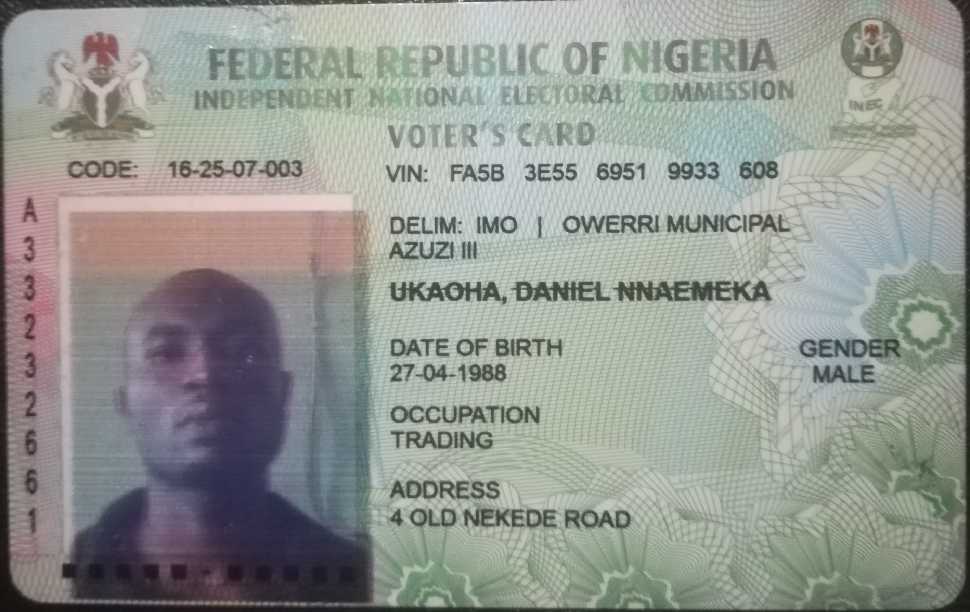 FEDERAL REPUBLIC OF NIGERIA
INDEPENDENT NATIONAL ELECTORAL COMMISSION
INEC
VOTER'S CARD
CODE: 16-25-07-003
VIN: FA5B 3E55 6951 9933 608
DELIM: IMO | OWERRI MUNICIPAL
AZUZI III
UKAOHA, DANIEL NNAEMEKA
DATE OF BIRTH
27-04-1988
GENDER
MALE
OCCUPATION
TRADING
ADDRESS
4 OLD NEKEDE ROAD
A33232661